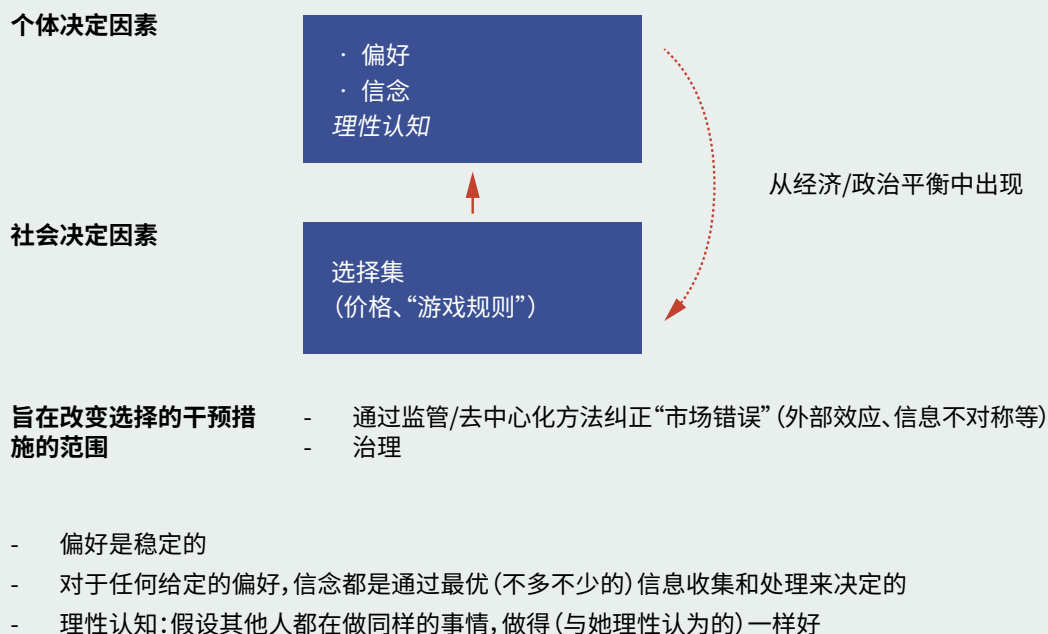 个体决定因素
· 偏好
· 信念
理性认知
从经济/政治平衡中出现
社会决定因素
选择集
(价格、“游戏规则”)
旨在改变选择的干预措
施的范围
- 通过监管/去中心化方法纠正“市场错误”(外部效应、信息不对称等)
- 治理
- 偏好是稳定的
- 对于任何给定的偏好,信念都是通过最优(不多不少的)信息收集和处理来决定的
- 理性认知:假设其他人都在做同样的事情,做得(与她理性认为的)一样好